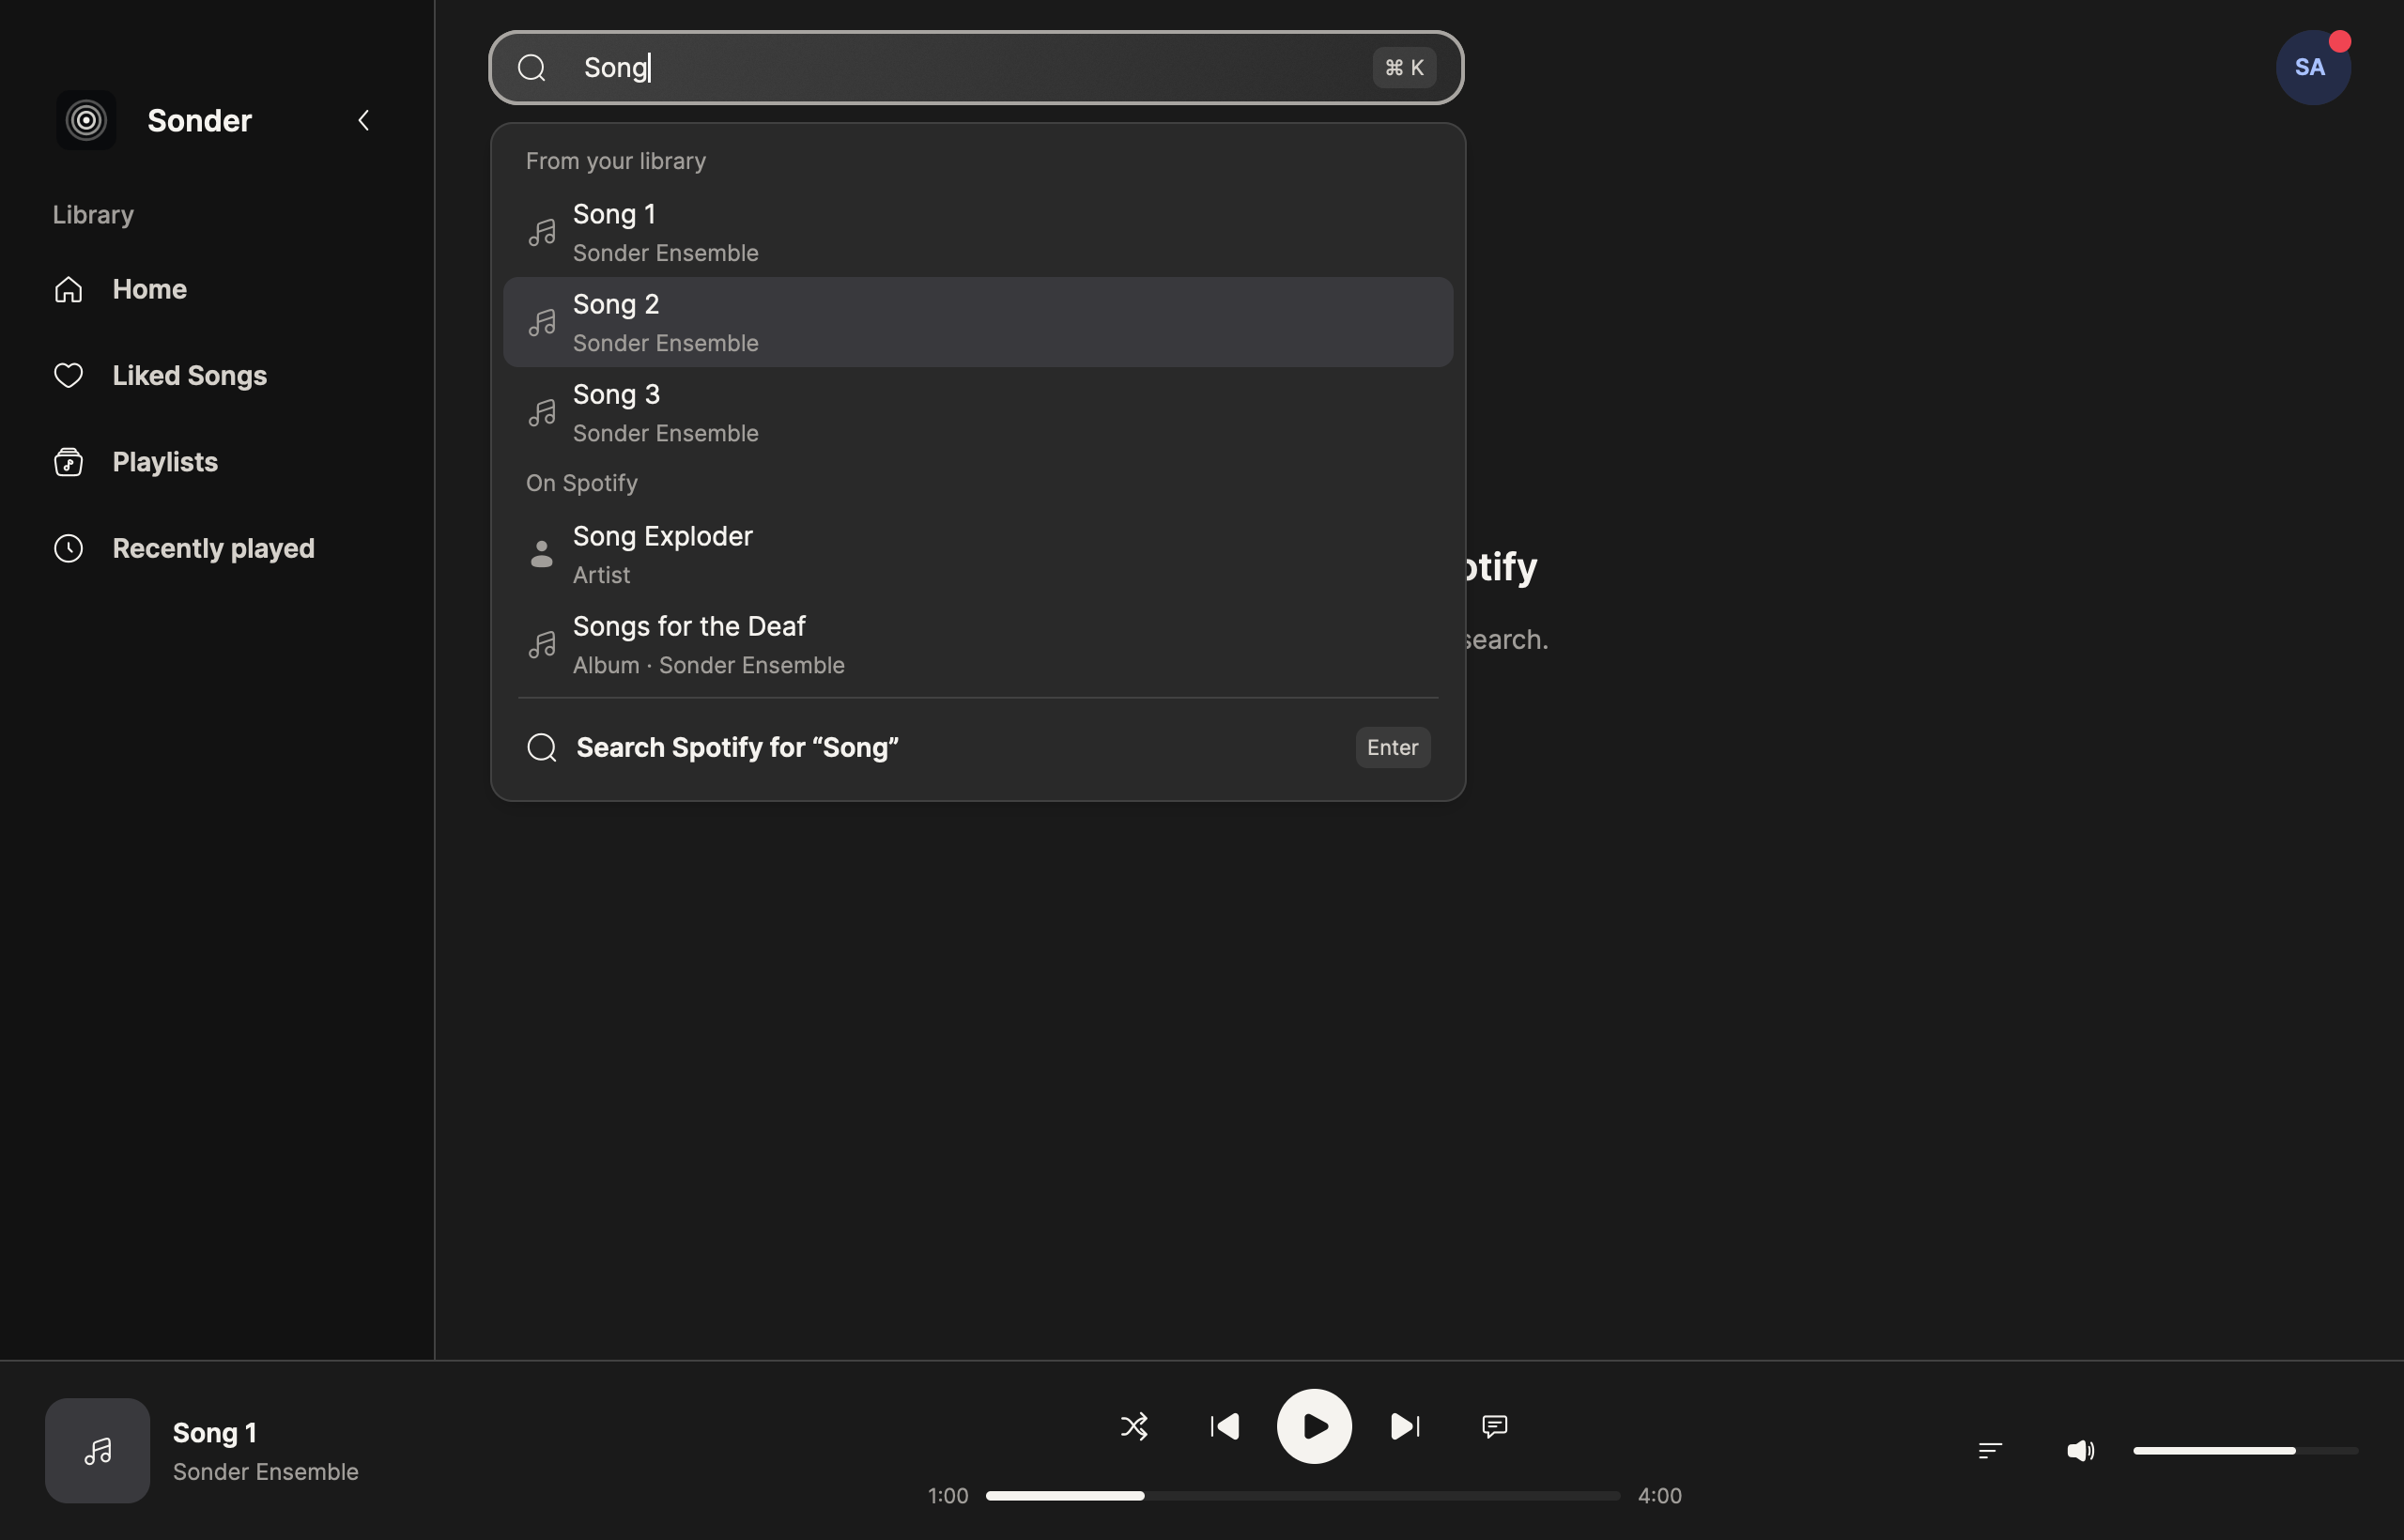 Song
⌘ K
SA
Sonder
Library
Home
Liked Songs
Playlists
Recently played
From your library
Song 1
Sonder Ensemble
Song 2
Sonder Ensemble
Song 3
Sonder Ensemble
On Spotify
Song Exploder
Artist
Songs for the Deaf
Album · Sonder Ensemble
Search Spotify for “Song”
Enter
search.
Song 1
Sonder Ensemble
1:00
4:00